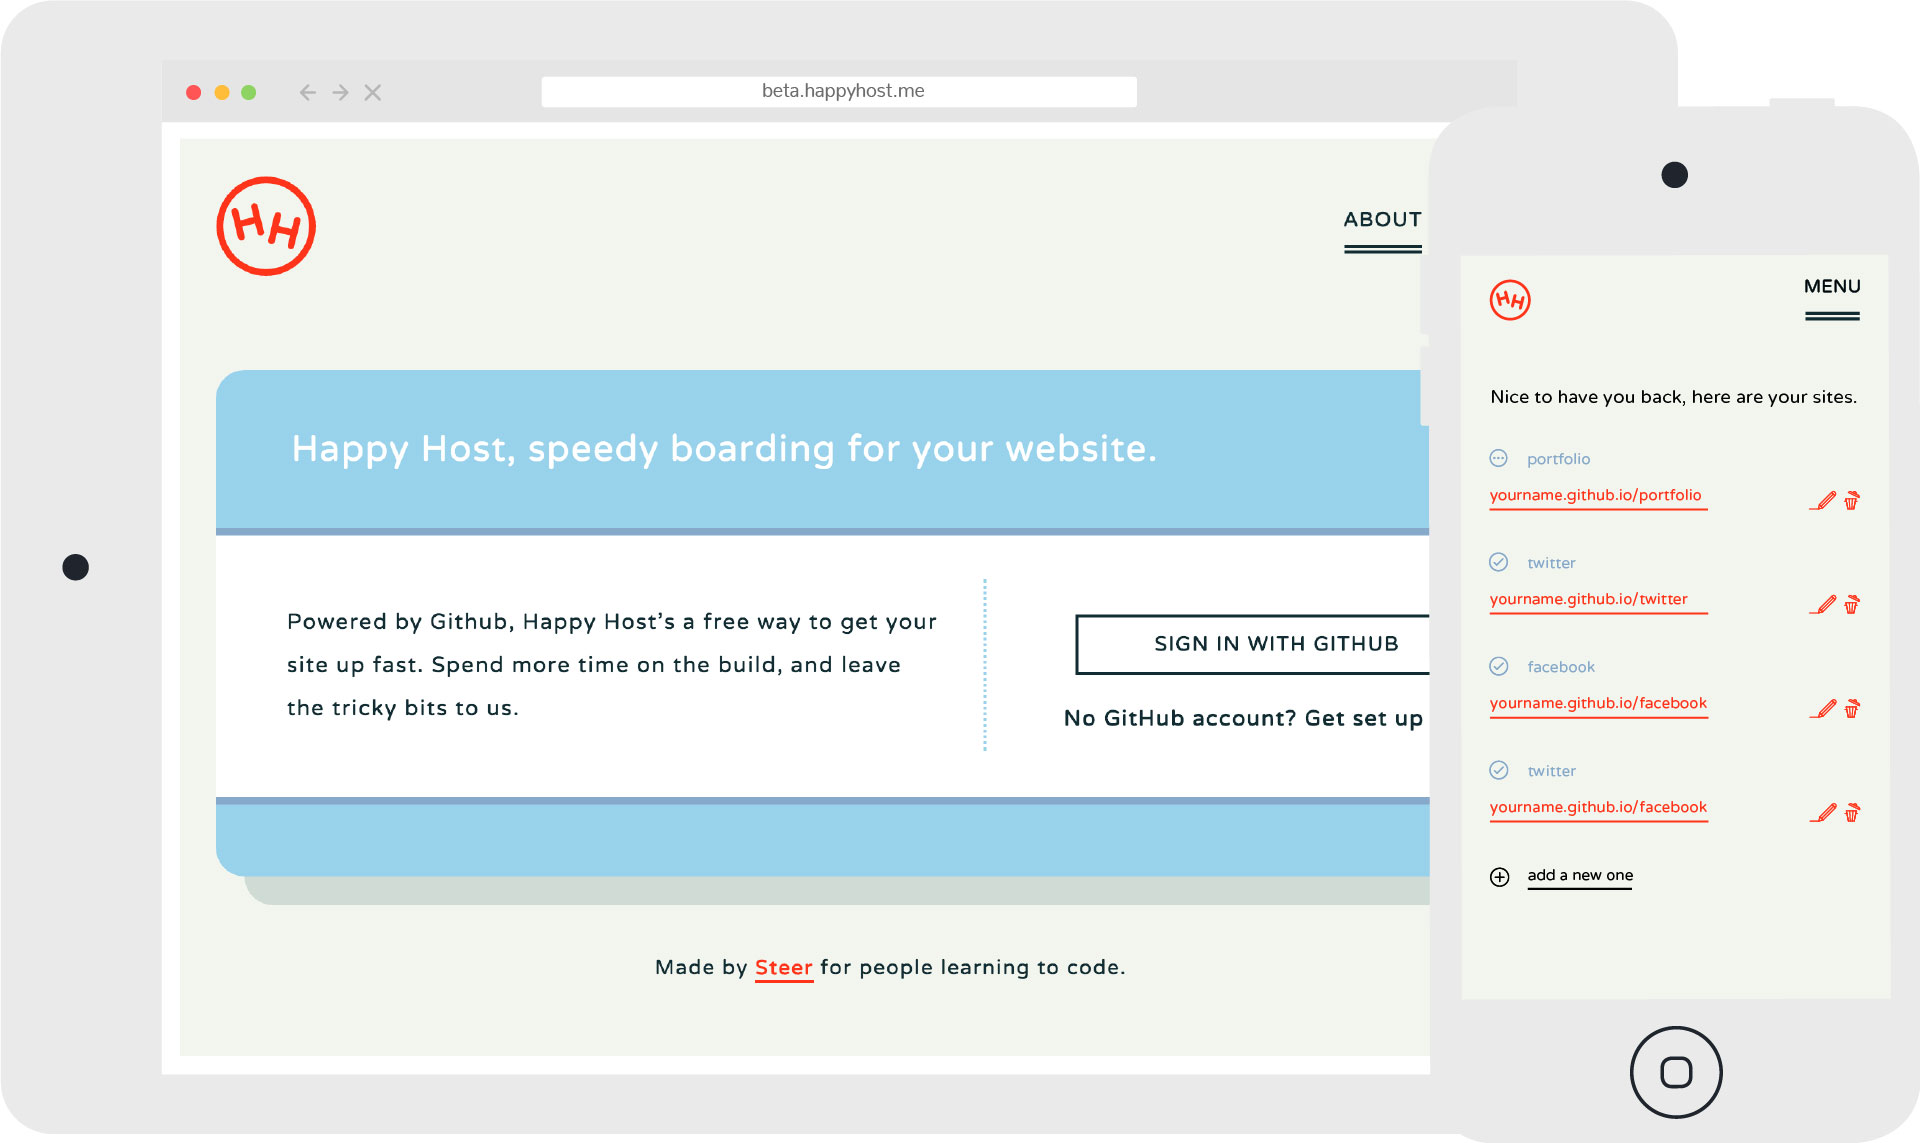 beta.happyhost.me
HH
ABOUT
Happy Host, speedy boarding for your website.
Powered by Github, Happy Host’s a free way to get your
site up fast. Spend more time on the build, and leave
the tricky bits to us.
SIGN IN WITH GITHUB
No GitHub account? Get set up
Made by Steer for people learning to code.
HH
MENU
Nice to have you back, here are your sites.
portfolio
yourname.github.io/portfolio
twitter
yourname.github.io/twitter
facebook
yourname.github.io/facebook
twitter
yourname.github.io/facebook
add a new one